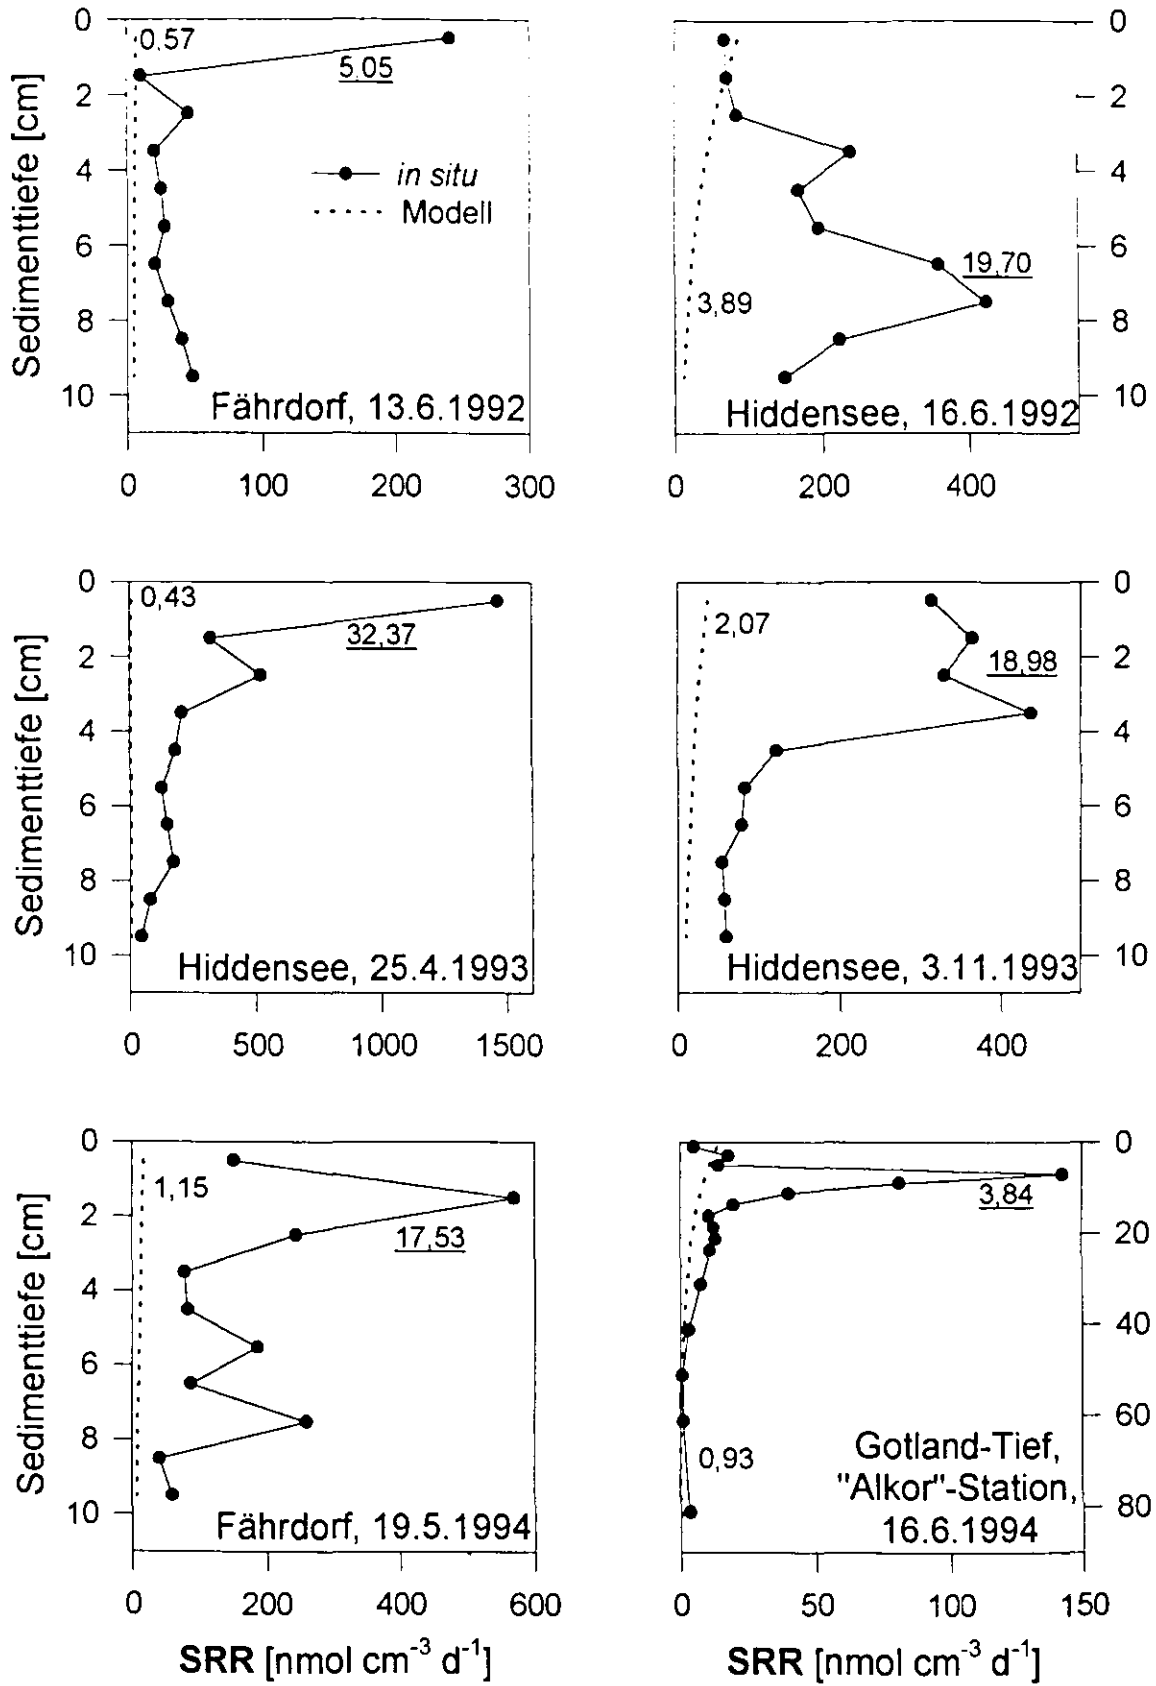 0
2
4
6
8
10
Sedimenttiefe [cm]
0,57
5,05
in situ
Modell
Fährdorf, 13.6.1992
0 100 200 300
0
2
4
6
8
10
3,89
19,70
Hiddensee, 16.6.1992
0 200 400
0
2
4
6
8
10
Sedimenttiefe [cm]
0,43
32,37
Hiddensee, 25.4.1993
0 500 1000 1500
0
2
4
6
8
10
2,07
18,98
Hiddensee, 3.11.1993
0 200 400
0
2
4
6
8
10
Sedimenttiefe [cm]
1,15
17,53
Fährdorf, 19.5.1994
0 200 400 600
SRR [nmol cm⁻³ d⁻¹]
0
20
40
60
80
3,84
0,93
Gotland-Tief,
"Alkor"-Station,
16.6.1994
0 50 100 150
SRR [nmol cm⁻³ d⁻¹]